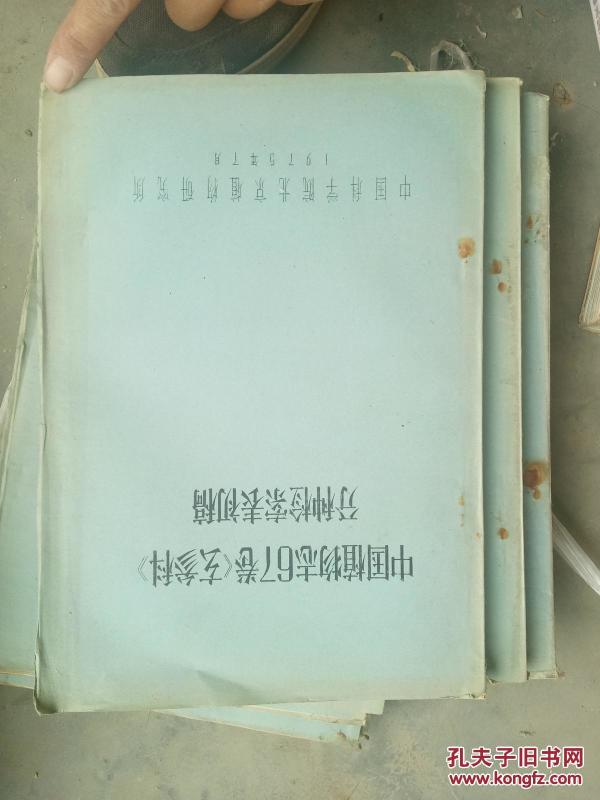 中国植物志67卷《玄参科》
分种检索表初稿
中国科学院北京植物研究所
1975年7月
孔夫子旧书网
www.kongfz.com